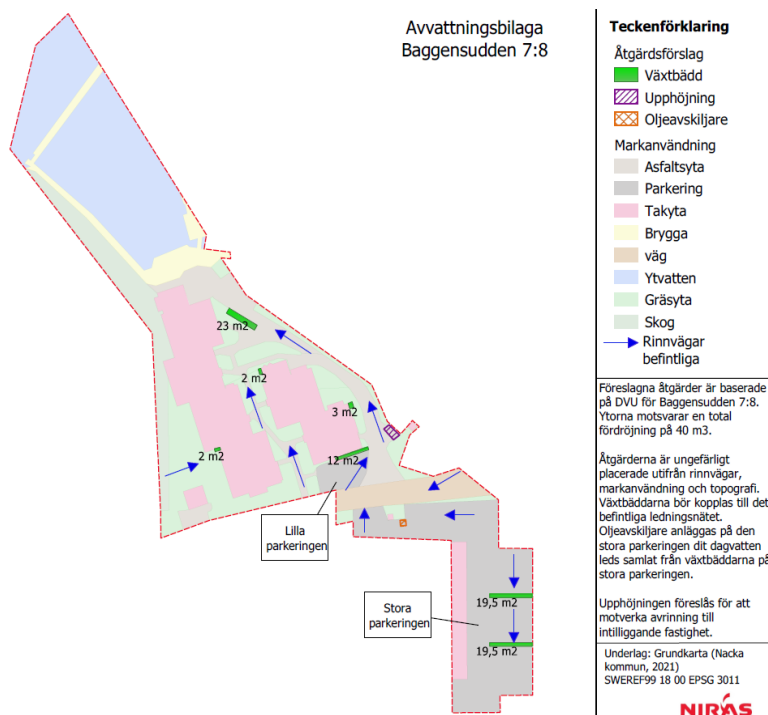 Avvattningsbilaga
Baggensudden 7:8
23 m2
2 m2
3 m2
2 m2
12 m2
Lilla
parkeringen
Stora
parkeringen
19,5 m2
19,5 m2
Teckenförklaring
Åtgärdsförslag
Växtbädd
Upphöjning
Oljeavskiljare
Markanvändning
Asfaltsyta
Parkering
Takyta
Brygga
väg
Ytvatten
Gräsyta
Skog
Rinnvägar
befintliga
Föreslagna åtgärder är baserade
på DVU för Baggensudden 7:8.
Ytorna motsvarar en total
fördröjning på 40 m3.
Åtgärderna är ungefärligt
placerade utifrån rinnvägar,
markanvändning och topografi.
Växtbäddarna bör kopplas till det
befintliga ledningsnätet.
Oljeavskiljare anläggas på den
stora parkeringen dit dagvatten
leds samlat från växtbäddarna på
stora parkeringen.
Upphöjningen föreslås för att
motverka avrinning till
intilliggande fastighet.
Underlag: Grundkarta (Nacka
kommun, 2021)
SWEREF99 18 00 EPSG 3011
NIRÁS